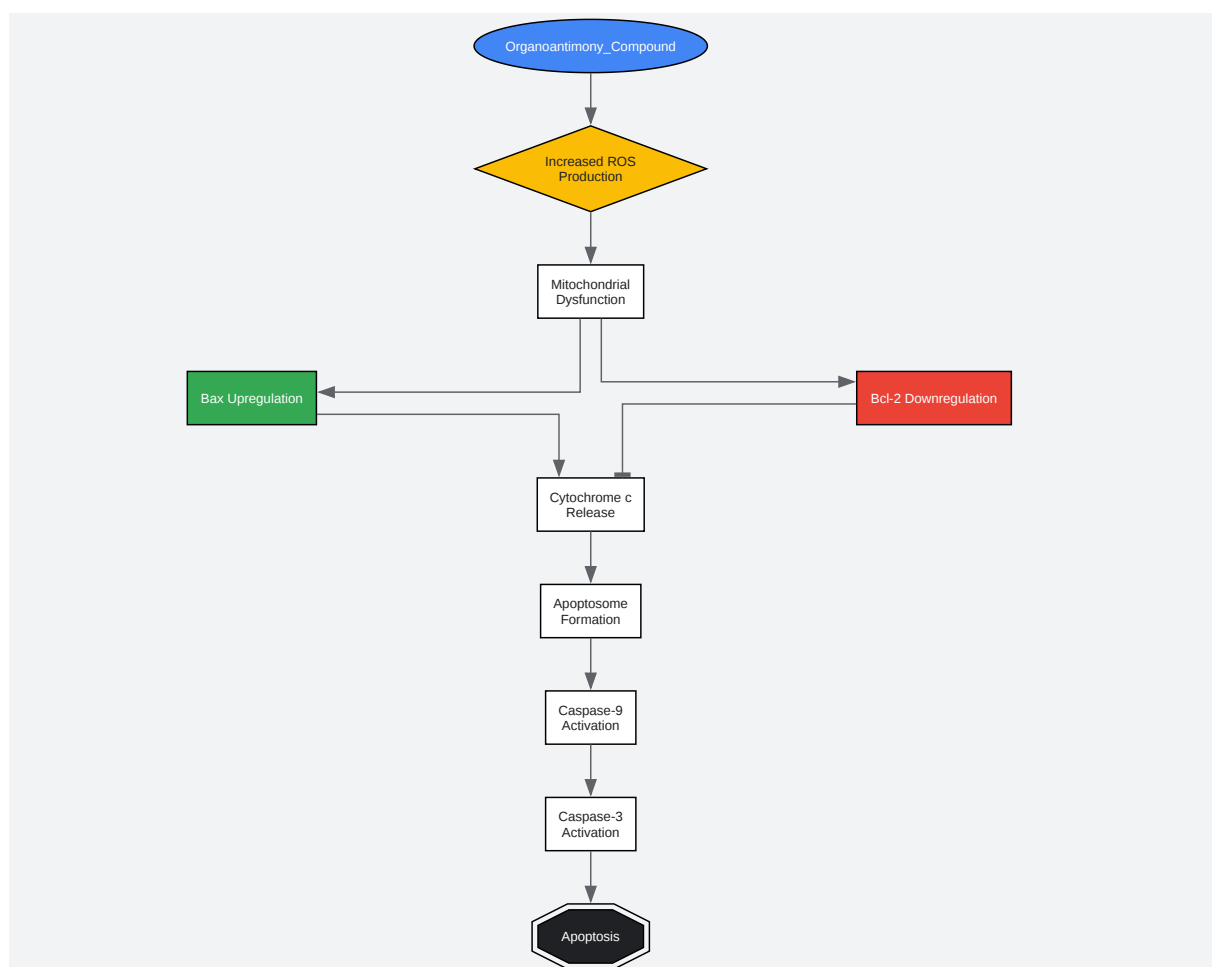 Organoantimony_Compound
Increased ROS
Production
Mitochondrial
Dysfunction
Bax Upregulation
Bcl-2 Downregulation
Cytochrome c
Release
Apoptosome
Formation
Caspase-9
Activation
Caspase-3
Activation
Apoptosis